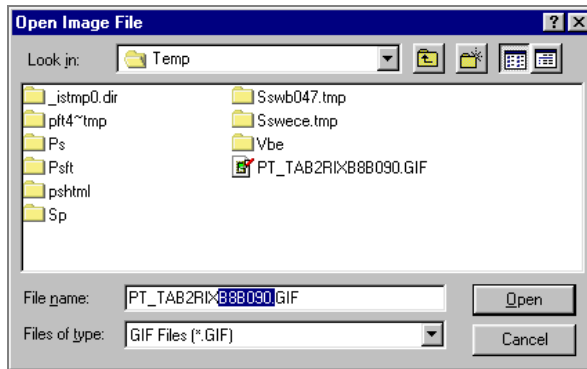 Open Image File
Look in: Temp
_istmp0.dir Sswb047.tmp
pft4~tmp Sswece.tmp
Ps Vbe
Psft PT_TAB2RIXB8B090.GIF
pshtml
Sp
File name: PT_TAB2RIXB8B090.GIF Open
Files of type: GIF Files (*.GIF) Cancel